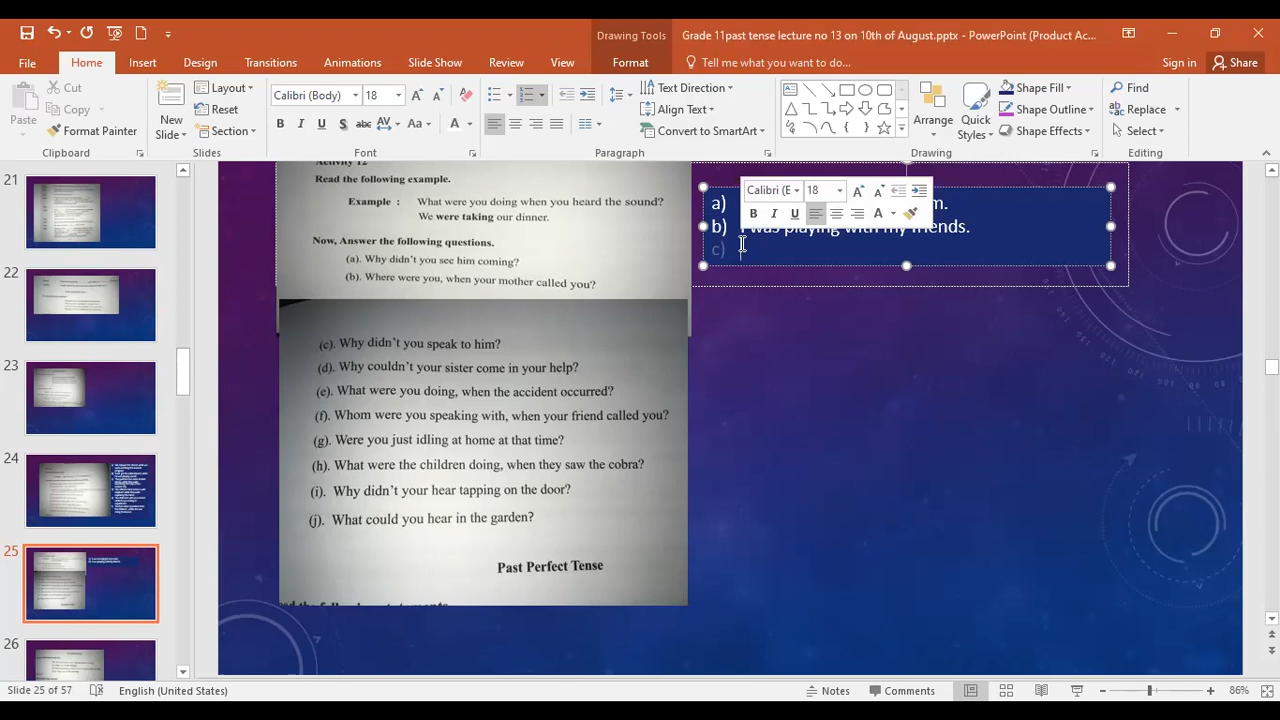 Drawing Tools
Grade 11past tense lecture no 13 on 10th of August.pptx - PowerPoint (Product Ac...
File
Home
Insert
Design
Transitions
Animations
Slide Show
Review
View
Format
Tell me what you want to do...
Sign in
Share
Paste
Cut
Copy
Format Painter
Clipboard
New
Slide
Layout
Reset
Section
Slides
Calibri (Body)
18
Font
Text Direction
Align Text
Convert to SmartArt
Paragraph
Arrange
Quick
Styles
Shape Fill
Shape Outline
Shape Effects
Drawing
Find
Replace
Select
Editing
21
22
23
24
25
26
Activity 12
Read the following example.
Example : What were you doing when you heard the sound?
We were taking our dinner.
Now, Answer the following questions.
(a). Why didn't you see him coming?
(b). Where were you, when your mother called you?
(c). Why didn't you speak to him?
(d). Why couldn't your sister come in your help?
(e). What were you doing, when the accident occurred?
(f). Whom were you speaking with, when your friend called you?
(g). Were you just idling at home at that time?
(h). What were the children doing, when they saw the cobra?
(i). Why didn't your hear tapping on the door?
(j). What could you hear in the garden?
Past Perfect Tense
the following statements
Calibri (E
18
a)
b) I was playing with my friends.
c)
Slide 25 of 57
English (United States)
Notes
Comments
86%